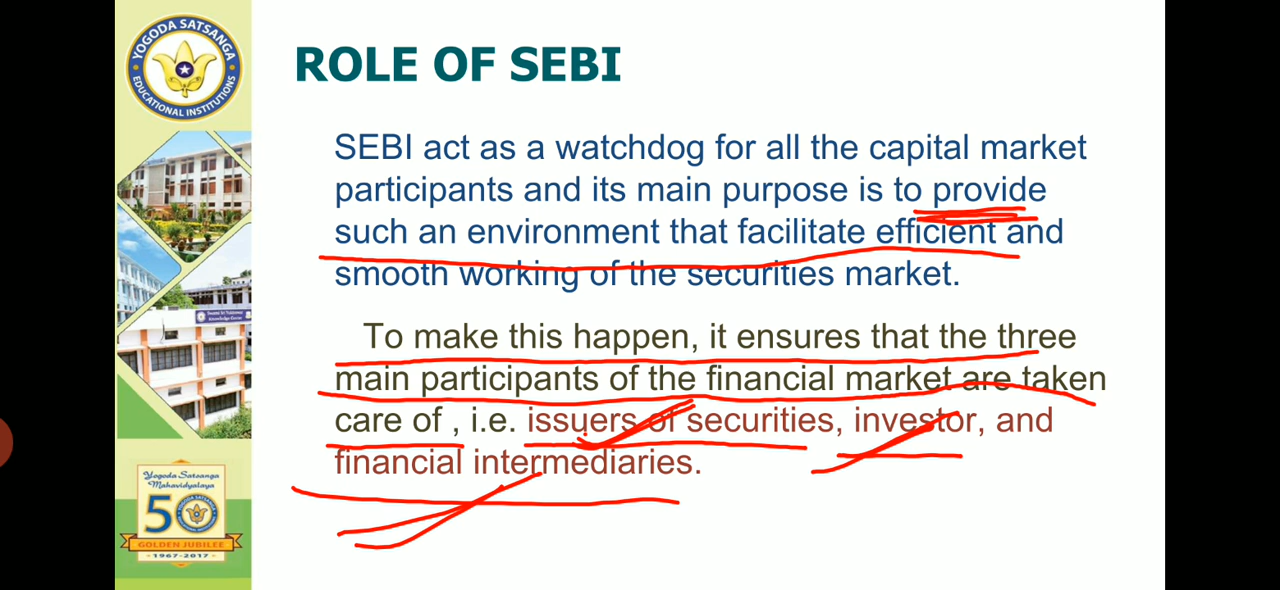 YOGODA SATSANGA
EDUCATIONAL INSTITUTIONS
ROLE OF SEBI
SEBI act as a watchdog for all the capital market
participants and its main purpose is to provide
such an environment that facilitate efficient and
smooth working of the securities market.
To make this happen, it ensures that the three
main participants of the financial market are taken
care of , i.e. issuers of securities, investor, and
financial intermediaries.
Yogoda Satsanga
Mahavidyalaya
50
GOLDEN JUBILEE
1967-2017